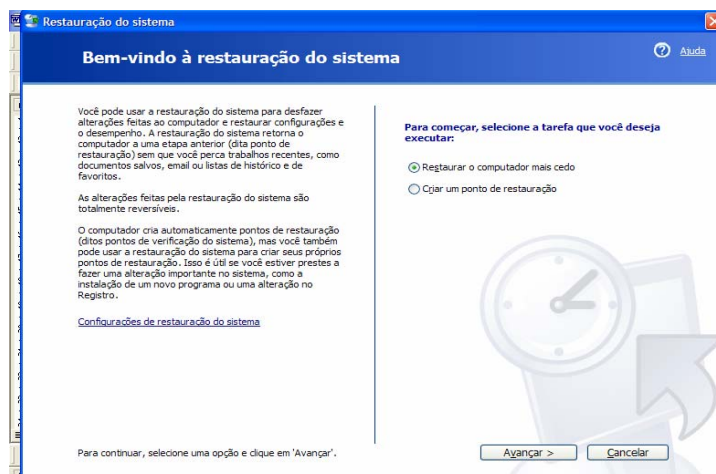 Restauração do sistema
Bem-vindo à restauração do sistema
Ajuda
Você pode usar a restauração do sistema para desfazer
alterações feitas ao computador e restaurar configurações e
o desempenho. A restauração do sistema retorna o
computador a uma etapa anterior (dita ponto de
restauração) sem que você perca trabalhos recentes, como
documentos salvos, email ou listas de histórico e de
favoritos.
As alterações feitas pela restauração do sistema são
totalmente reversíveis.
O computador cria automaticamente pontos de restauração
(ditos pontos de verificação do sistema), mas você também
pode usar a restauração do sistema para criar seus próprios
pontos de restauração. Isso é útil se você estiver prestes a
fazer uma alteração importante no sistema, como a
instalação de um novo programa ou uma alteração no
Registro.
Configurações de restauração do sistema
Para continuar, selecione uma opção e clique em 'Avançar'.
Para começar, selecione a tarefa que você deseja
executar:
Restaurar o computador mais cedo
Criar um ponto de restauração
Avançar >
Cancelar